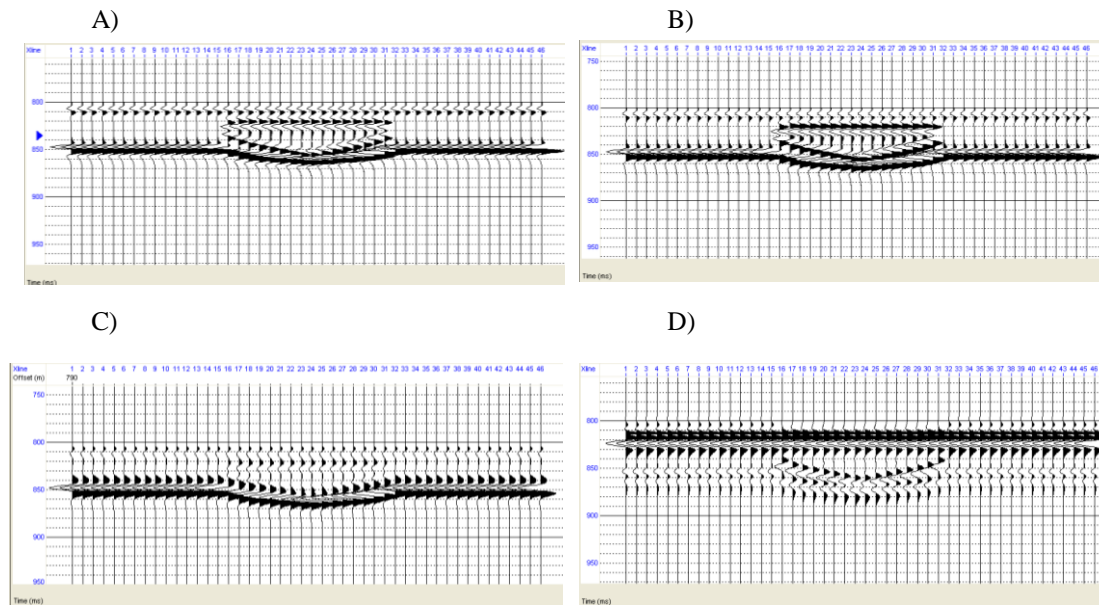 A)
B)
Xline 1 2 3 4 5 6 7 8 9 10 11 12 13 14 15 16 17 18 19 20 21 22 23 24 25 26 27 28 29 30 31 32 33 34 35 36 37 38 39 40 41 42 43 44 45 46
800
850
900
950
Time (ms)
Xline 1 2 3 4 5 6 7 8 9 10 11 12 13 14 15 16 17 18 19 20 21 22 23 24 25 26 27 28 29 30 31 32 33 34 35 36 37 38 39 40 41 42 43 44 45 46
750
800
850
900
950
Time (ms)
C)
D)
Xline 1 2 3 4 5 6 7 8 9 10 11 12 13 14 15 16 17 18 19 20 21 22 23 24 25 26 27 28 29 30 31 32 33 34 35 36 37 38 39 40 41 42 43 44 45 46
Offset (m) 790
750
800
850
900
950
Time (ms)
Xline 1 2 3 4 5 6 7 8 9 10 11 12 13 14 15 16 17 18 19 20 21 22 23 24 25 26 27 28 29 30 31 32 33 34 35 36 37 38 39 40 41 42 43 44 45 46
800
850
900
950
Time (ms)